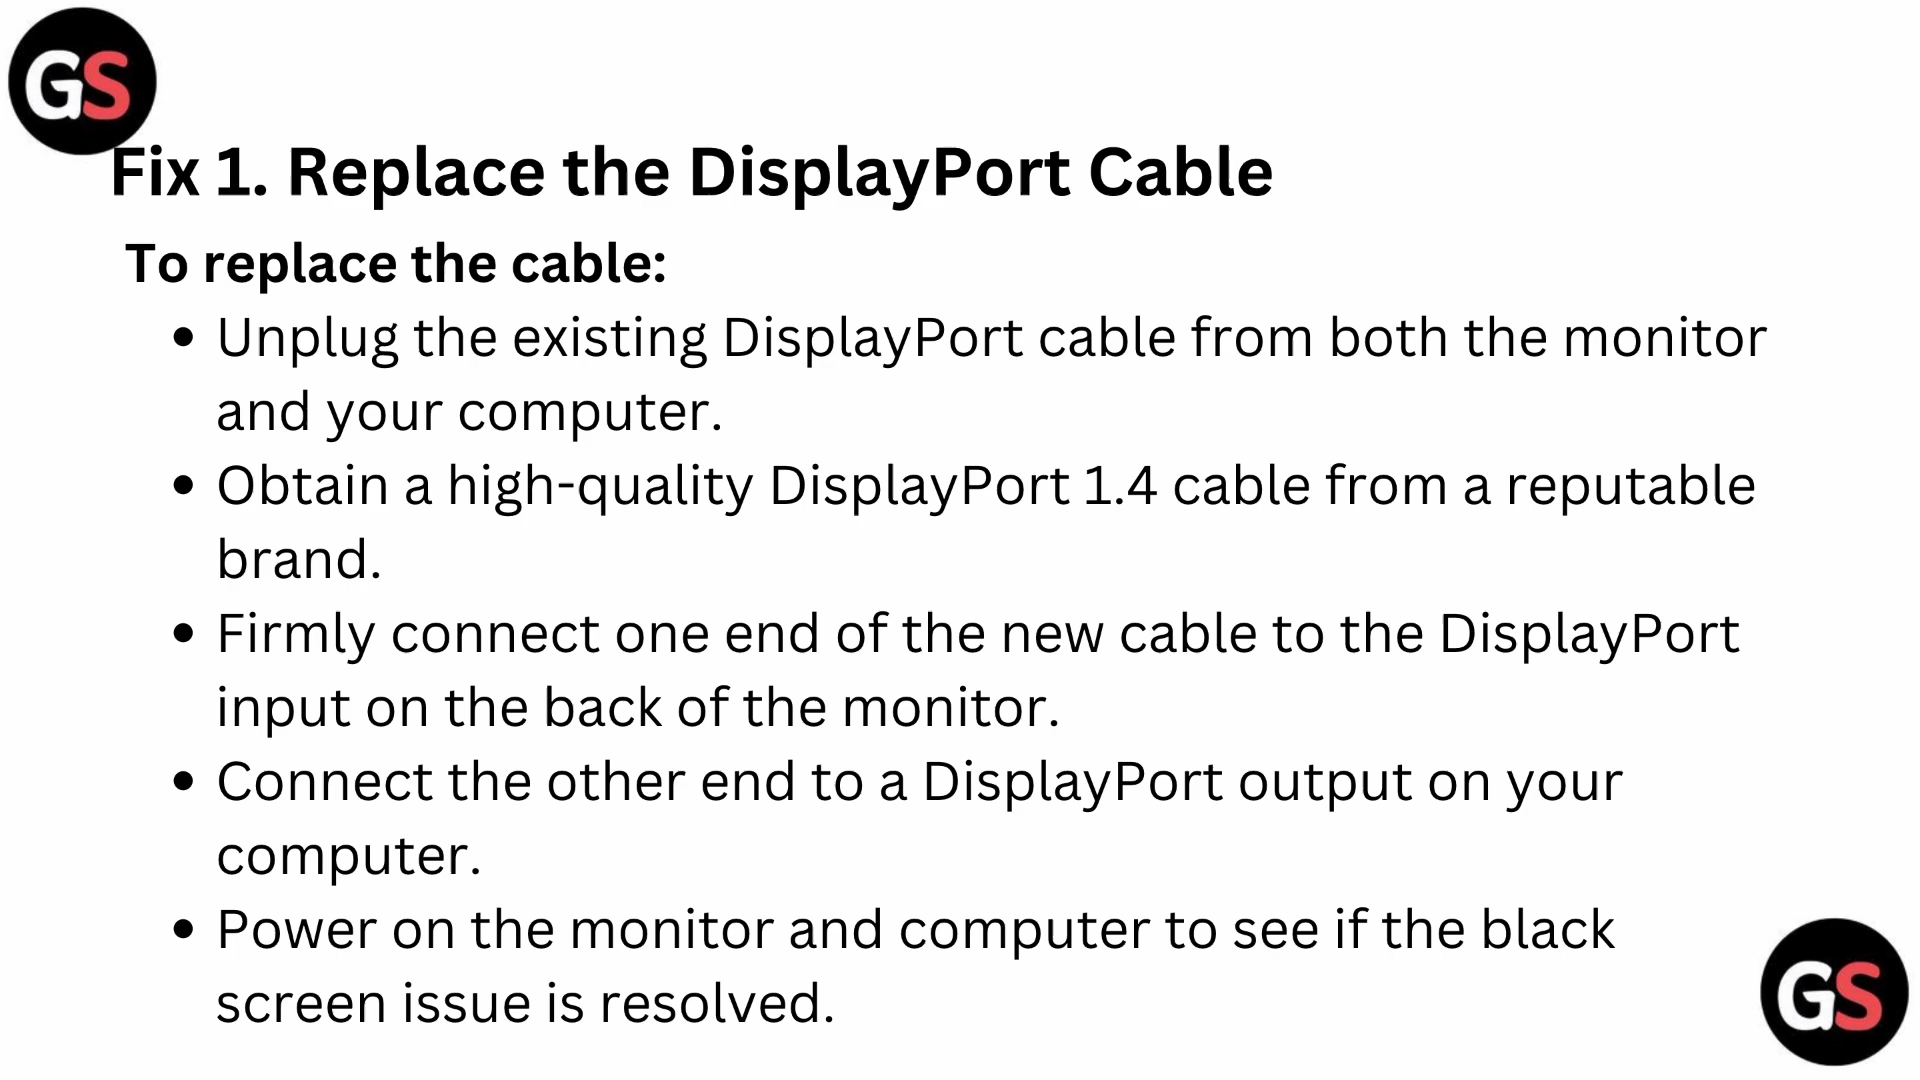 GS
Fix 1. Replace the DisplayPort Cable
To replace the cable:
• Unplug the existing DisplayPort cable from both the monitor
and your computer.
• Obtain a high-quality DisplayPort 1.4 cable from a reputable
brand.
• Firmly connect one end of the new cable to the DisplayPort
input on the back of the monitor.
• Connect the other end to a DisplayPort output on your
computer.
• Power on the monitor and computer to see if the black
screen issue is resolved.
GS